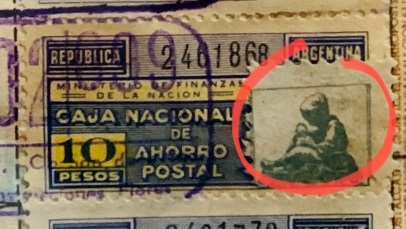 REPUBLICA 2461868 ARGENTINA
MINISTERIO DE FINANZAS
DE LA NACION
CAJA NACIONAL
DE
10 AHORRO
PESOS POSTAL